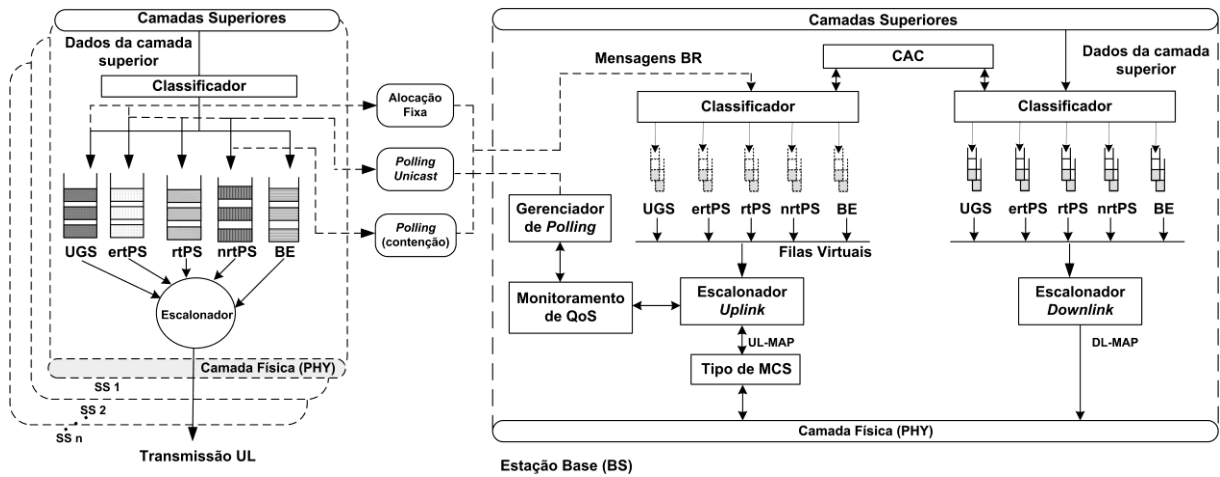 Camadas Superiores
Dados da camada
superior
Classificador
UGS ertPS rtPS nrtPS BE
Escalonador
Camada Física (PHY)
SS 1
SS 2
SS n
Transmissão UL
Alocação
Fixa
Polling
Unicast
Polling
(contenção)
Camadas Superiores
Mensagens BR
CAC
Dados da camada
superior
Classificador
Classificador
UGS ertPS rtPS nrtPS BE
UGS ertPS rtPS nrtPS BE
Filas Virtuais
Gerenciador
de Polling
Monitoramento
de QoS
Escalonador
Uplink
Escalonador
Downlink
UL-MAP
DL-MAP
Tipo de MCS
Camada Física (PHY)
Estação Base (BS)